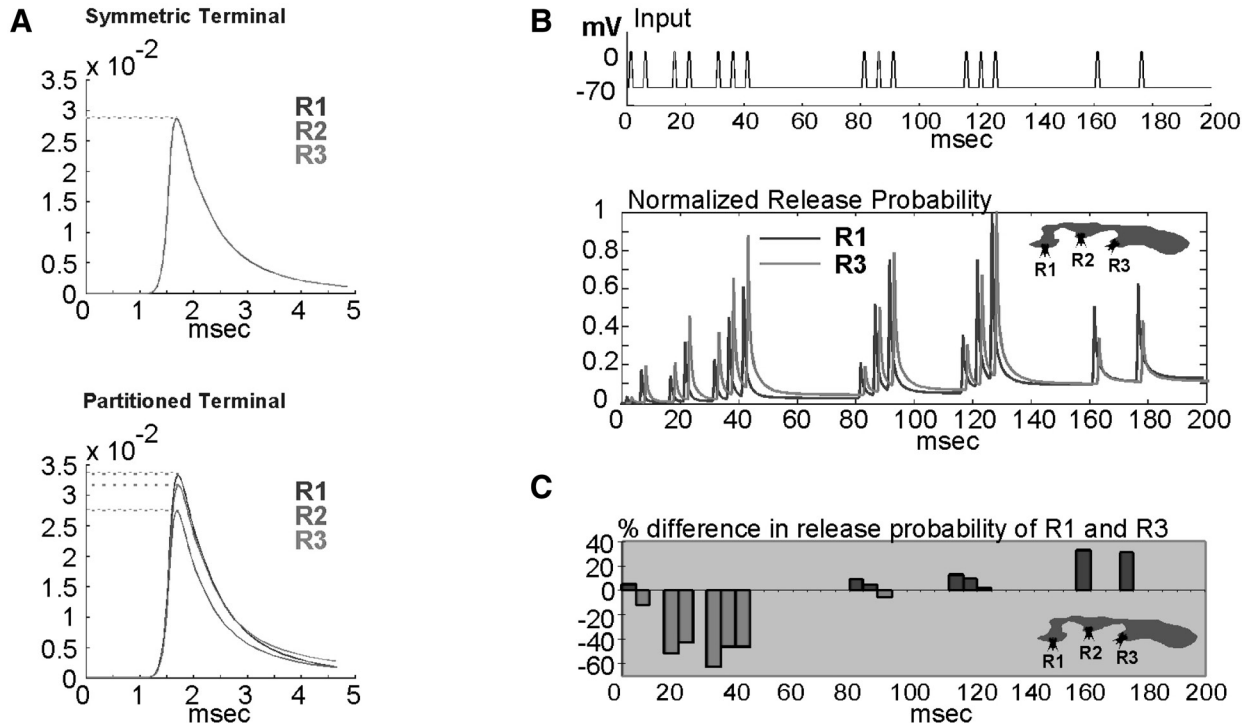 A
Symmetric Terminal
x 10-2
3.5
3
2.5
2
1.5
1
0.5
0
R1
R2
R3
0 1 2 3 4 5
msec
Partitioned Terminal
x 10-2
3.5
3
2.5
2
1.5
1
0.5
0
R1
R2
R3
0 1 2 3 4 5
msec
B
mV Input
0
-70
0 20 40 60 80 100 120 140 160 180 200
msec
Normalized Release Probability
1
0.8
0.6
0.4
0.2
0
R1
R3
R1 R2 R3
0 20 40 60 80 100 120 140 160 180 200
msec
C
% difference in release probability of R1 and R3
40
20
0
-20
-40
-60
R1 R2 R3
0 20 40 60 80 100 120 140 160 180 200
msec